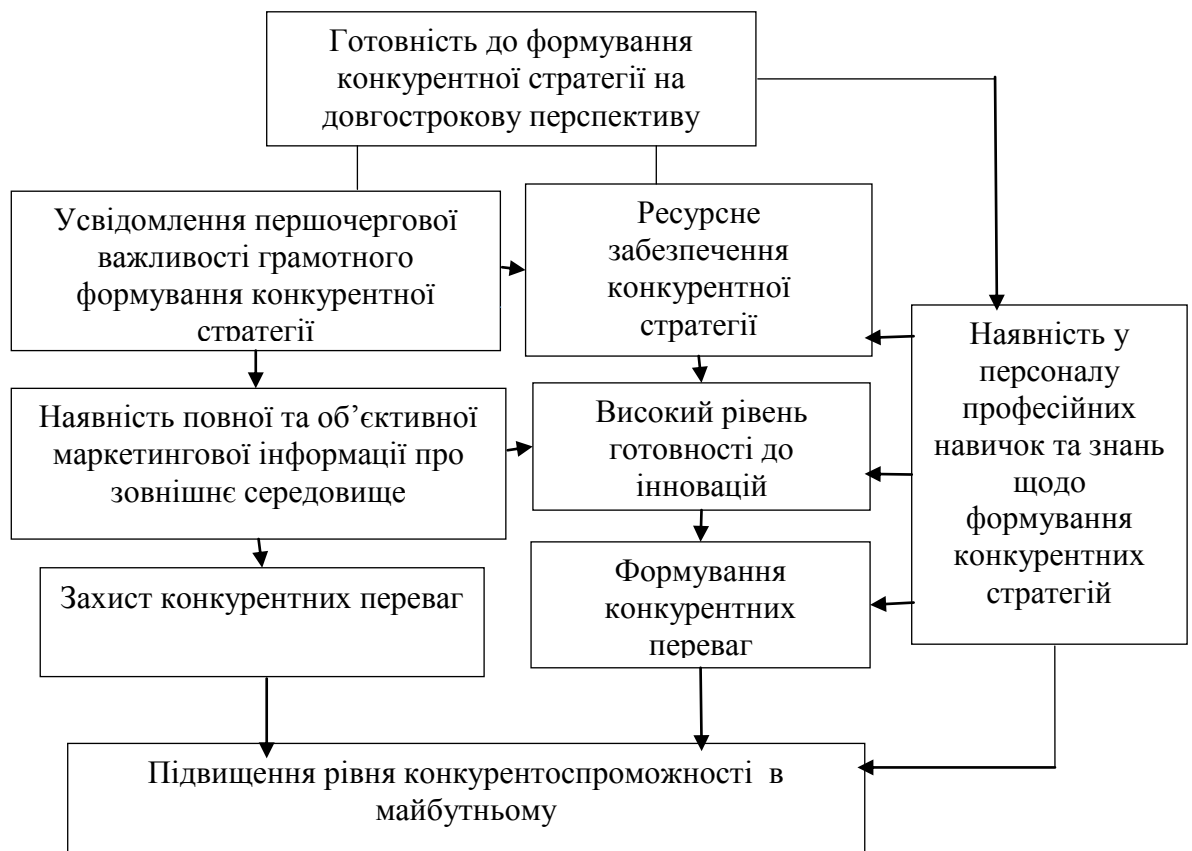 Готовність до формування
конкурентної стратегії на
довгострокову перспективу
Усвідомлення першочергової
важливості грамотного
формування конкурентної
стратегії
Ресурсне
забезпечення
конкурентної
стратегії
Наявність у
персоналу
професійних
навичок та знань
щодо
формування
конкурентних
стратегій
Наявність повної та об’єктивної
маркетингової інформації про
зовнішнє середовище
Високий рівень
готовності до
інновацій
Захист конкурентних переваг
Формування
конкурентних
переваг
Підвищення рівня конкурентоспроможності в
майбутньому